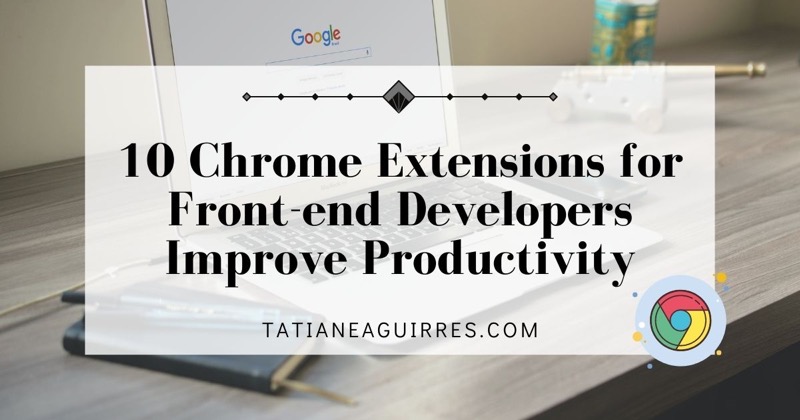 Google
10 Chrome Extensions for
Front-end Developers
Improve Productivity
TATIANEAGUIRRES.COM